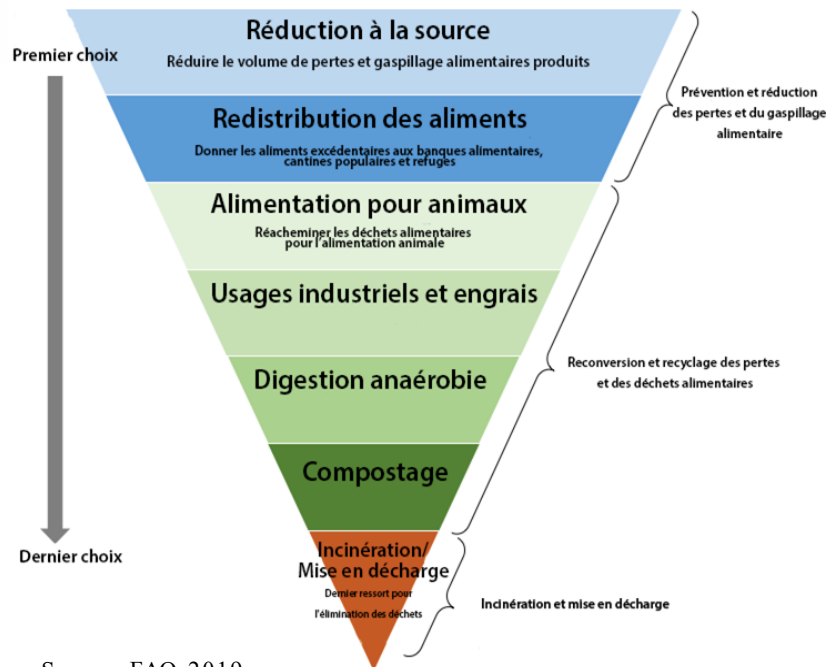 Réduction à la source
Premier choix
Réduire le volume de pertes et gaspillage alimentaires produits
Prévention et réduction
des pertes et du gaspillage
alimentaire
Redistribution des aliments
Donner les aliments excédentaires aux banques alimentaires,
cantines populaires et refuges
Alimentation pour animaux
Réacheminer les déchets alimentaires
pour l'alimentation animale
Usages industriels et engrais
Reconversion et recyclage des pertes
et des déchets alimentaires
Digestion anaérobie
Compostage
Dernier choix
Incinération/
Mise en décharge
Dernier ressort pour
l'élimination des déchets
Incinération et mise en décharge
FAO 2019